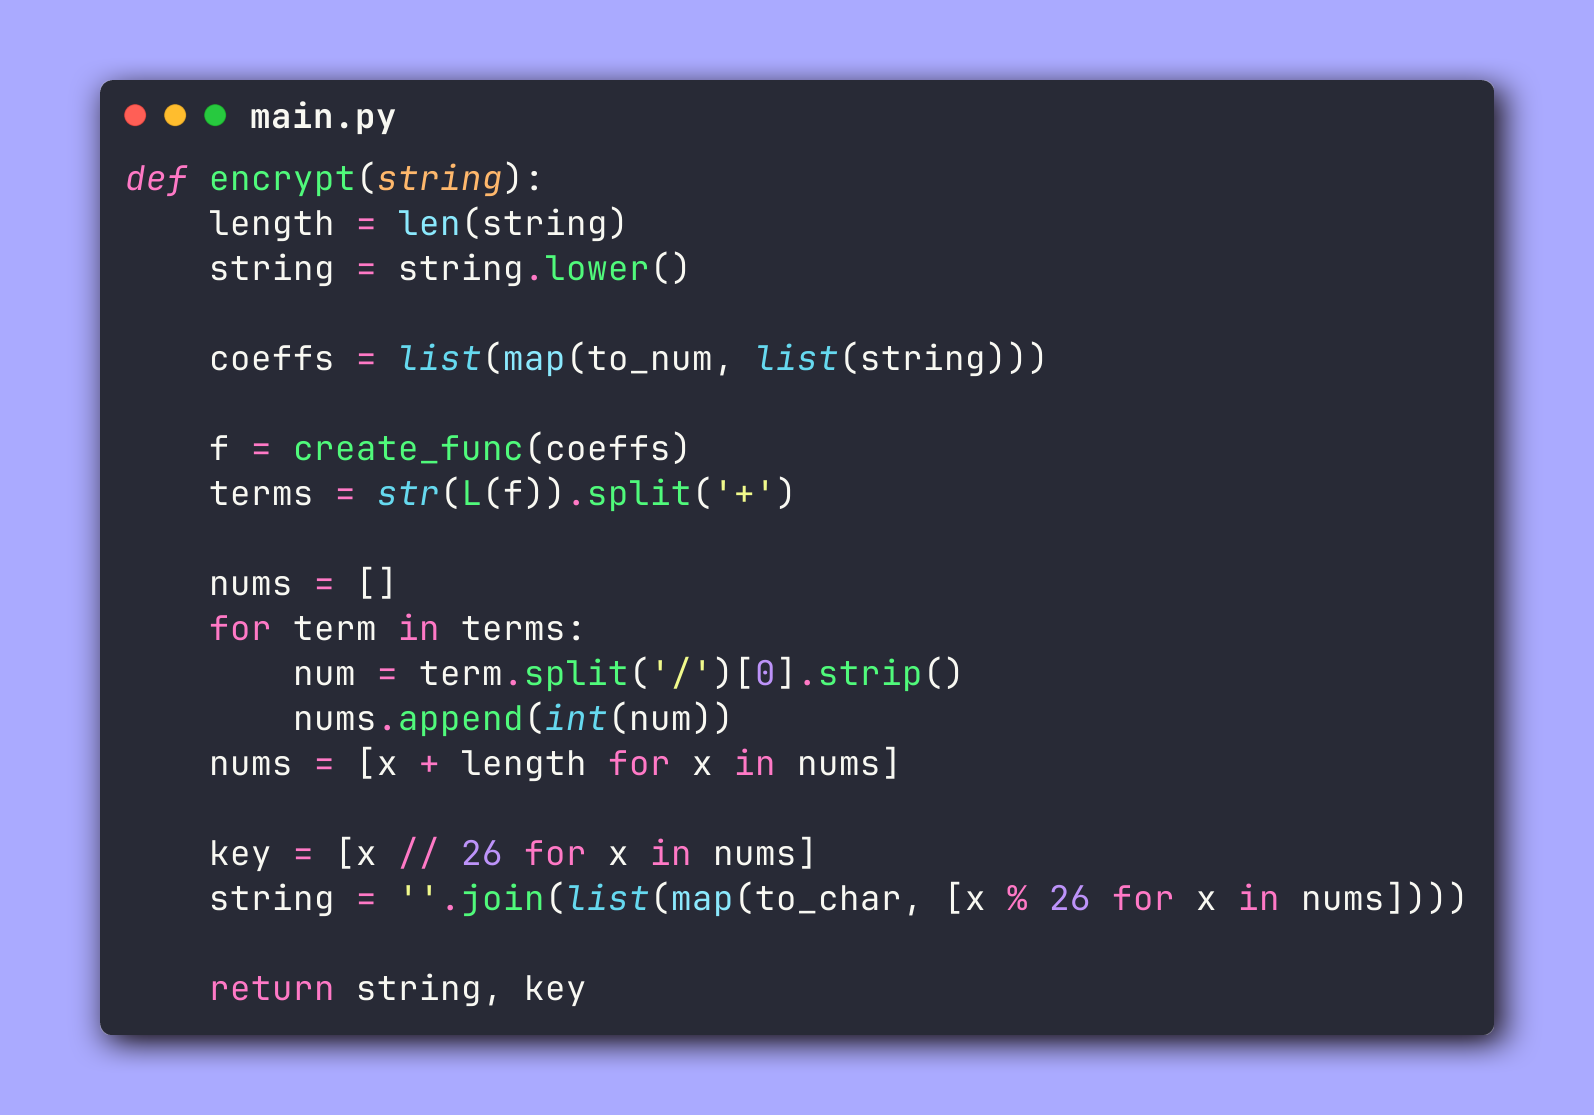 main.py
def encrypt(string):
    length = len(string)
    string = string.lower()

    coeffs = list(map(to_num, list(string)))

    f = create_func(coeffs)
    terms = str(L(f)).split('+')

    nums = []
    for term in terms:
        num = term.split('/')[0].strip()
        nums.append(int(num))
    nums = [x + length for x in nums]

    key = [x // 26 for x in nums]
    string = ''.join(list(map(to_char, [x % 26 for x in nums])))

    return string, key